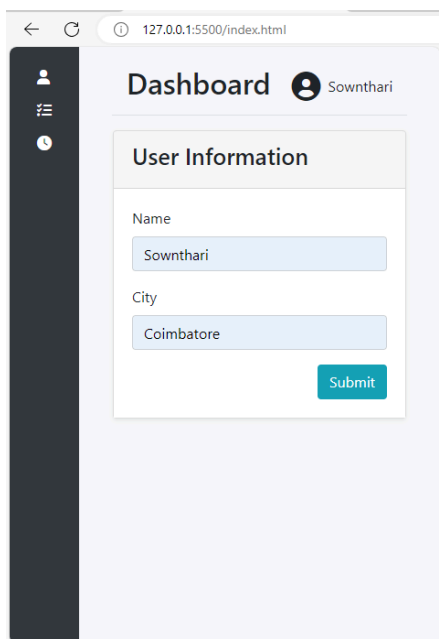 127.0.0.1:5500/index.html
Dashboard Sownthari
User Information
Name
Sownthari
City
Coimbatore
Submit